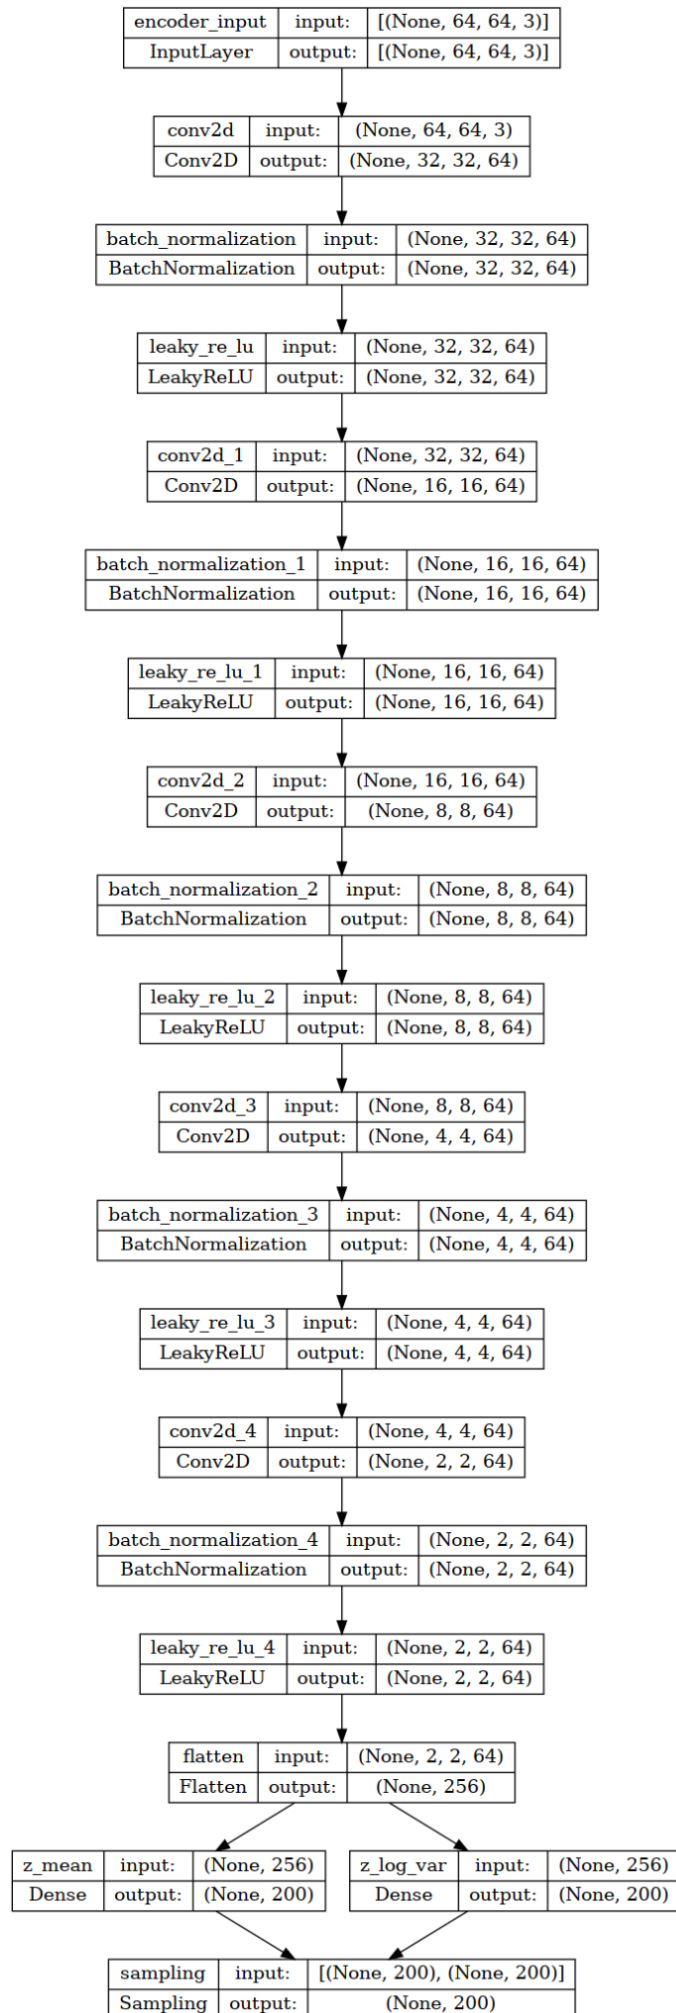 encoder_input input: [(None, 64, 64, 3)]
InputLayer output: [(None, 64, 64, 3)]
conv2d input: (None, 64, 64, 3)
Conv2D output: (None, 32, 32, 64)
batch_normalization input: (None, 32, 32, 64)
BatchNormalization output: (None, 32, 32, 64)
leaky_re_lu input: (None, 32, 32, 64)
LeakyReLU output: (None, 32, 32, 64)
conv2d_1 input: (None, 32, 32, 64)
Conv2D output: (None, 16, 16, 64)
batch_normalization_1 input: (None, 16, 16, 64)
BatchNormalization output: (None, 16, 16, 64)
leaky_re_lu_1 input: (None, 16, 16, 64)
LeakyReLU output: (None, 16, 16, 64)
conv2d_2 input: (None, 16, 16, 64)
Conv2D output: (None, 8, 8, 64)
batch_normalization_2 input: (None, 8, 8, 64)
BatchNormalization output: (None, 8, 8, 64)
leaky_re_lu_2 input: (None, 8, 8, 64)
LeakyReLU output: (None, 8, 8, 64)
conv2d_3 input: (None, 8, 8, 64)
Conv2D output: (None, 4, 4, 64)
batch_normalization_3 input: (None, 4, 4, 64)
BatchNormalization output: (None, 4, 4, 64)
leaky_re_lu_3 input: (None, 4, 4, 64)
LeakyReLU output: (None, 4, 4, 64)
conv2d_4 input: (None, 4, 4, 64)
Conv2D output: (None, 2, 2, 64)
batch_normalization_4 input: (None, 2, 2, 64)
BatchNormalization output: (None, 2, 2, 64)
leaky_re_lu_4 input: (None, 2, 2, 64)
LeakyReLU output: (None, 2, 2, 64)
flatten input: (None, 2, 2, 64)
Flatten output: (None, 256)
z_mean input: (None, 256)
Dense output: (None, 200)
z_log_var input: (None, 256)
Dense output: (None, 200)
sampling input: [(None, 200), (None, 200)]
Sampling output: (None, 200)